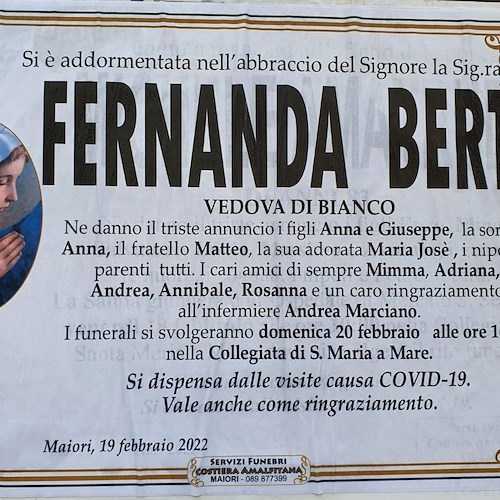 Si è addormentata nell'abbraccio del Signore la Sig.ra
FERNANDA BERT
VEDOVA DI BIANCO
Ne danno il triste annuncio i figli Anna e Giuseppe, la sor
Anna, il fratello Matteo, la sua adorata Maria Josè , i nipo
parenti tutti. I cari amici di sempre Mimma, Adriana,
Andrea, Annibale, Rosanna e un caro ringraziamento
all'infermiere Andrea Marciano.
I funerali si svolgeranno domenica 20 febbraio alle ore 1
nella Collegiata di S. Maria a Mare.
Si dispensa dalle visite causa COVID-19.
Vale anche come ringraziamento.
Maiori, 19 febbraio 2022
SERVIZI FUNEBRI
COSTIERA AMALFITANA
MAIORI - 089 877399